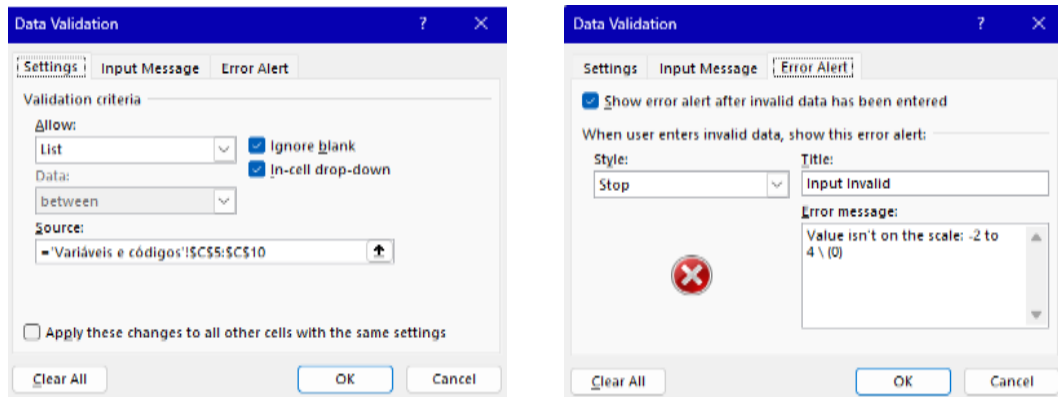 Data Validation ? ×
Settings Input Message Error Alert
Validation criteria
Allow:
List
Ignore blank
Data:
In-cell drop-down
between
Source:
='Variáveis e códigos'!$C$5:$C$10
Apply these changes to all other cells with the same settings
Clear All OK Cancel
Data Validation ? ×
Settings Input Message Error Alert
Show error alert after invalid data has been entered
When user enters invalid data, show this error alert:
Style: Title:
Stop Input Invalid
Error message:
Value isn't on the scale: -2 to
4 \ (0)
Clear All OK Cancel